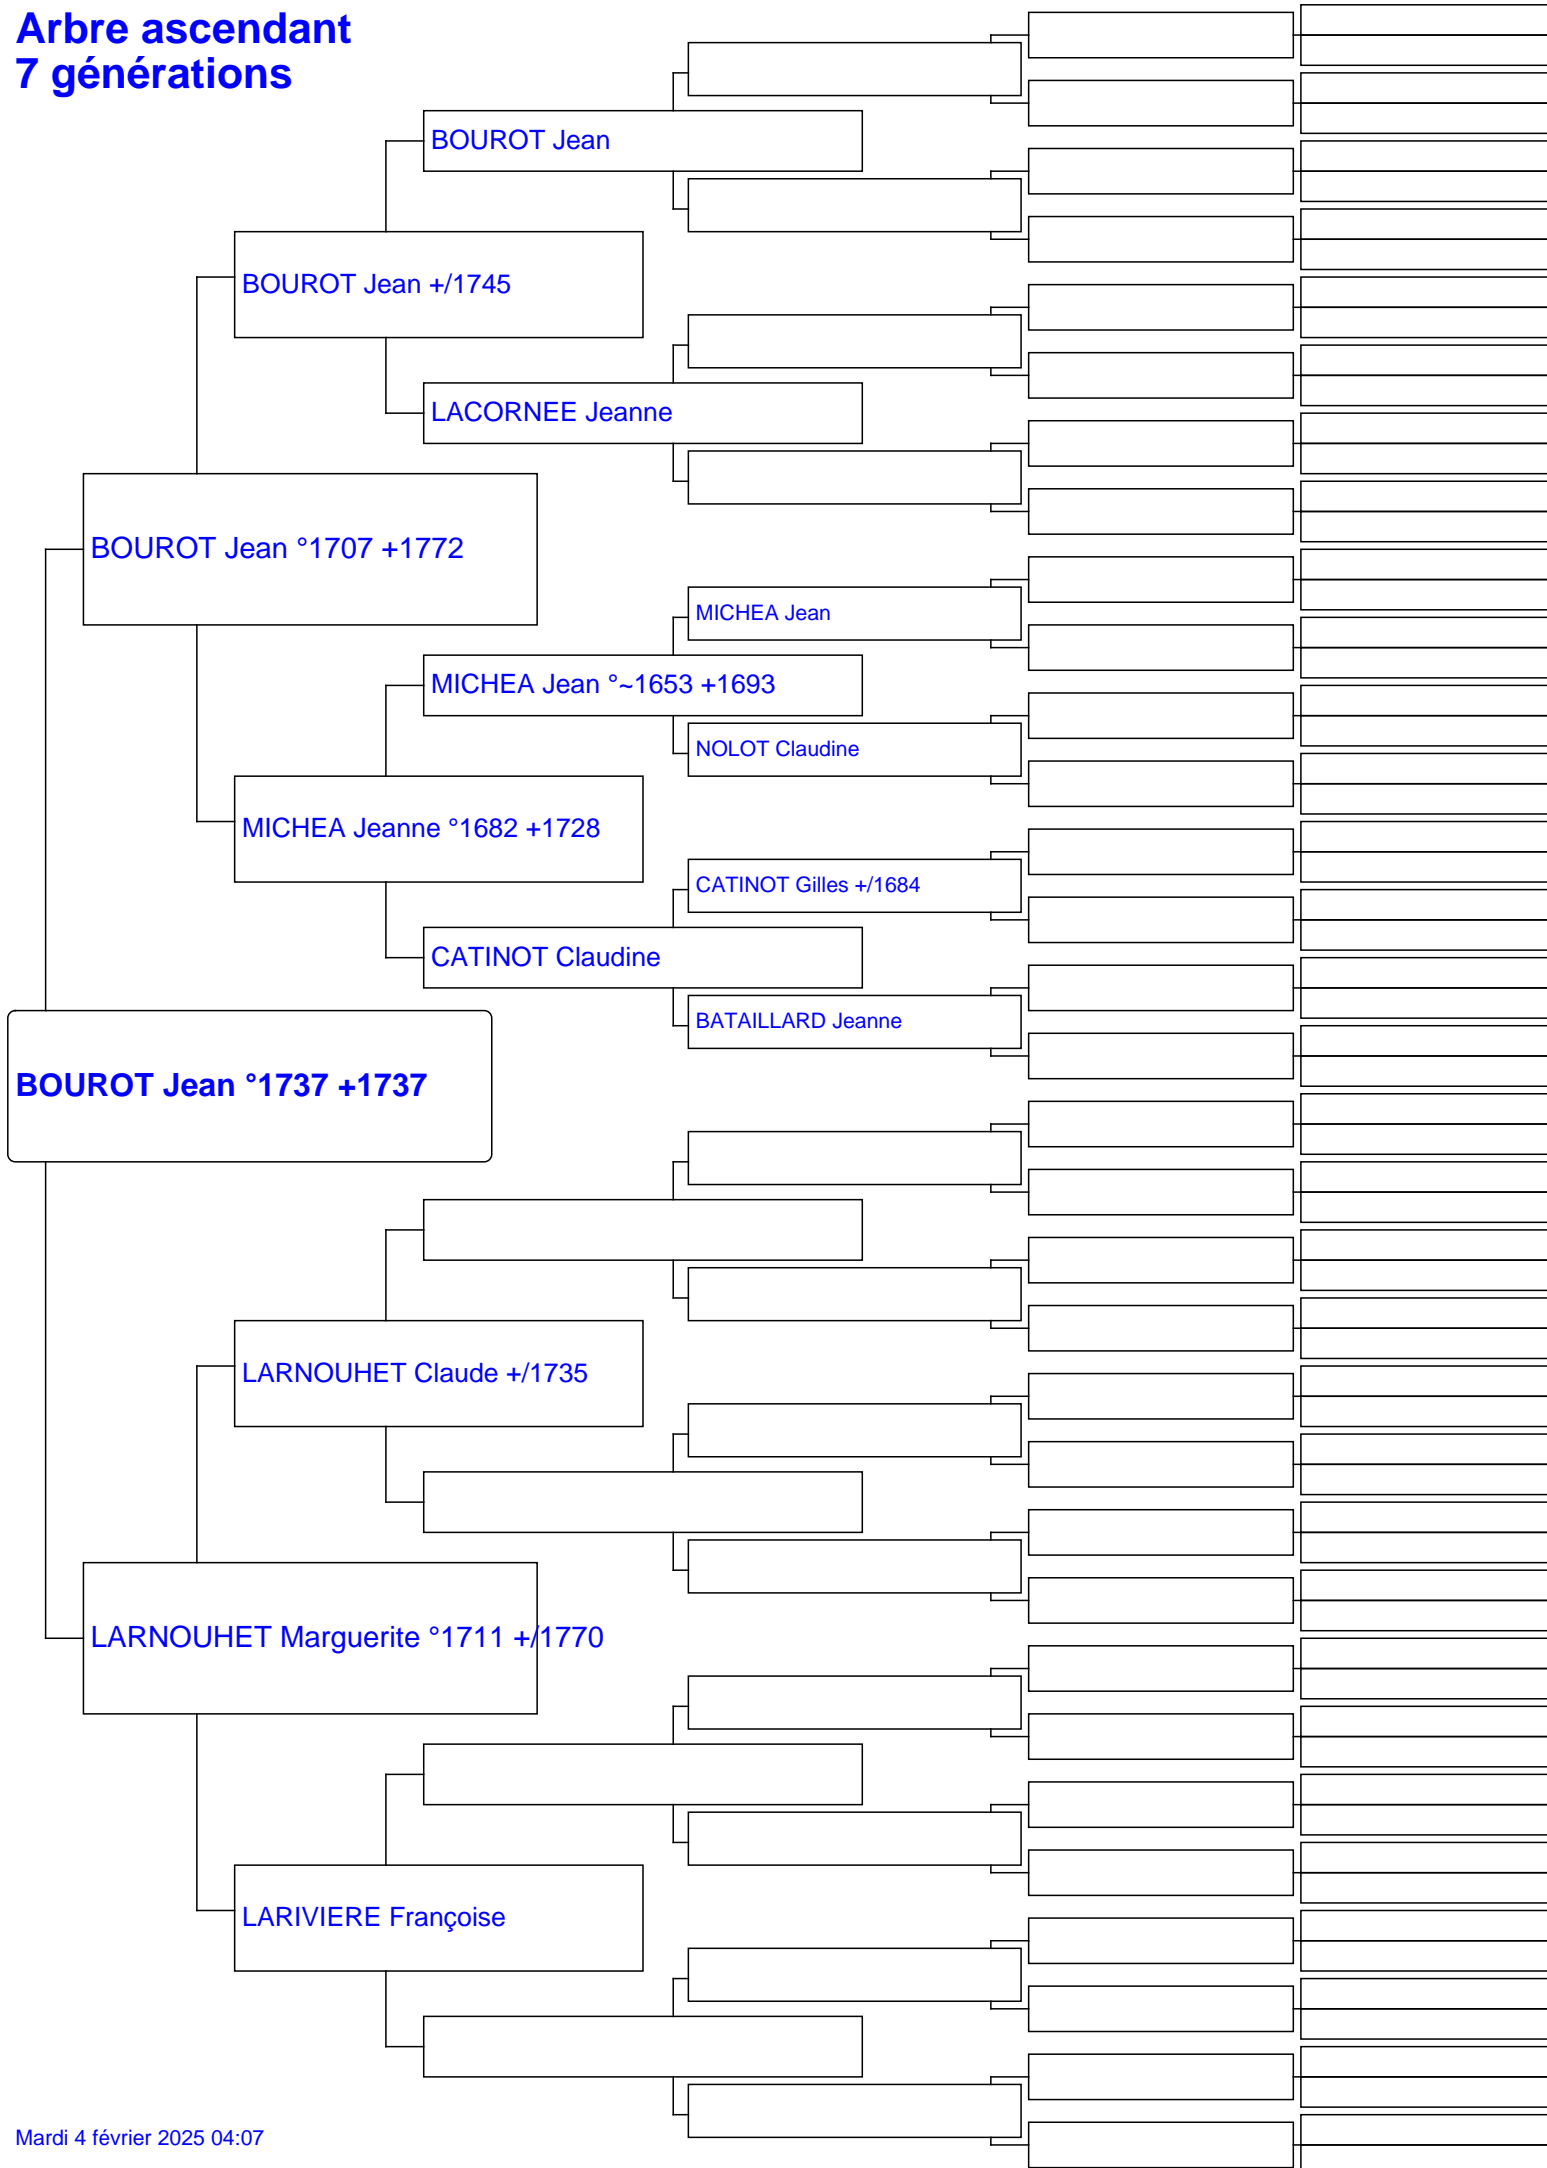 Arbre ascendant
7 générations
BOUROT Jean
BOUROT Jean +/1745
LACORNEE Jeanne
BOUROT Jean °1707 +1772
MICHEA Jean
MICHEA Jean °~1653 +1693
NOLOT Claudine
MICHEA Jeanne °1682 +1728
CATINOT Gilles +/1684
CATINOT Claudine
BATAILLARD Jeanne
BOUROT Jean °1737 +1737
LARNOUHET Claude +/1735
LARNOUHET Marguerite °1711 +/1770
LARIVIERE Françoise
Mardi 4 février 2025 04:07